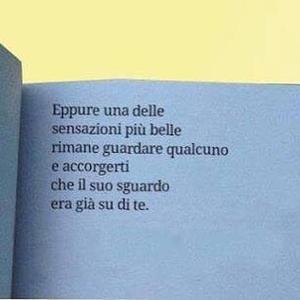 Eppure una delle
sensazioni più belle
rimane guardare qualcuno
e accorgerti
che il suo sguardo
era già su di te.